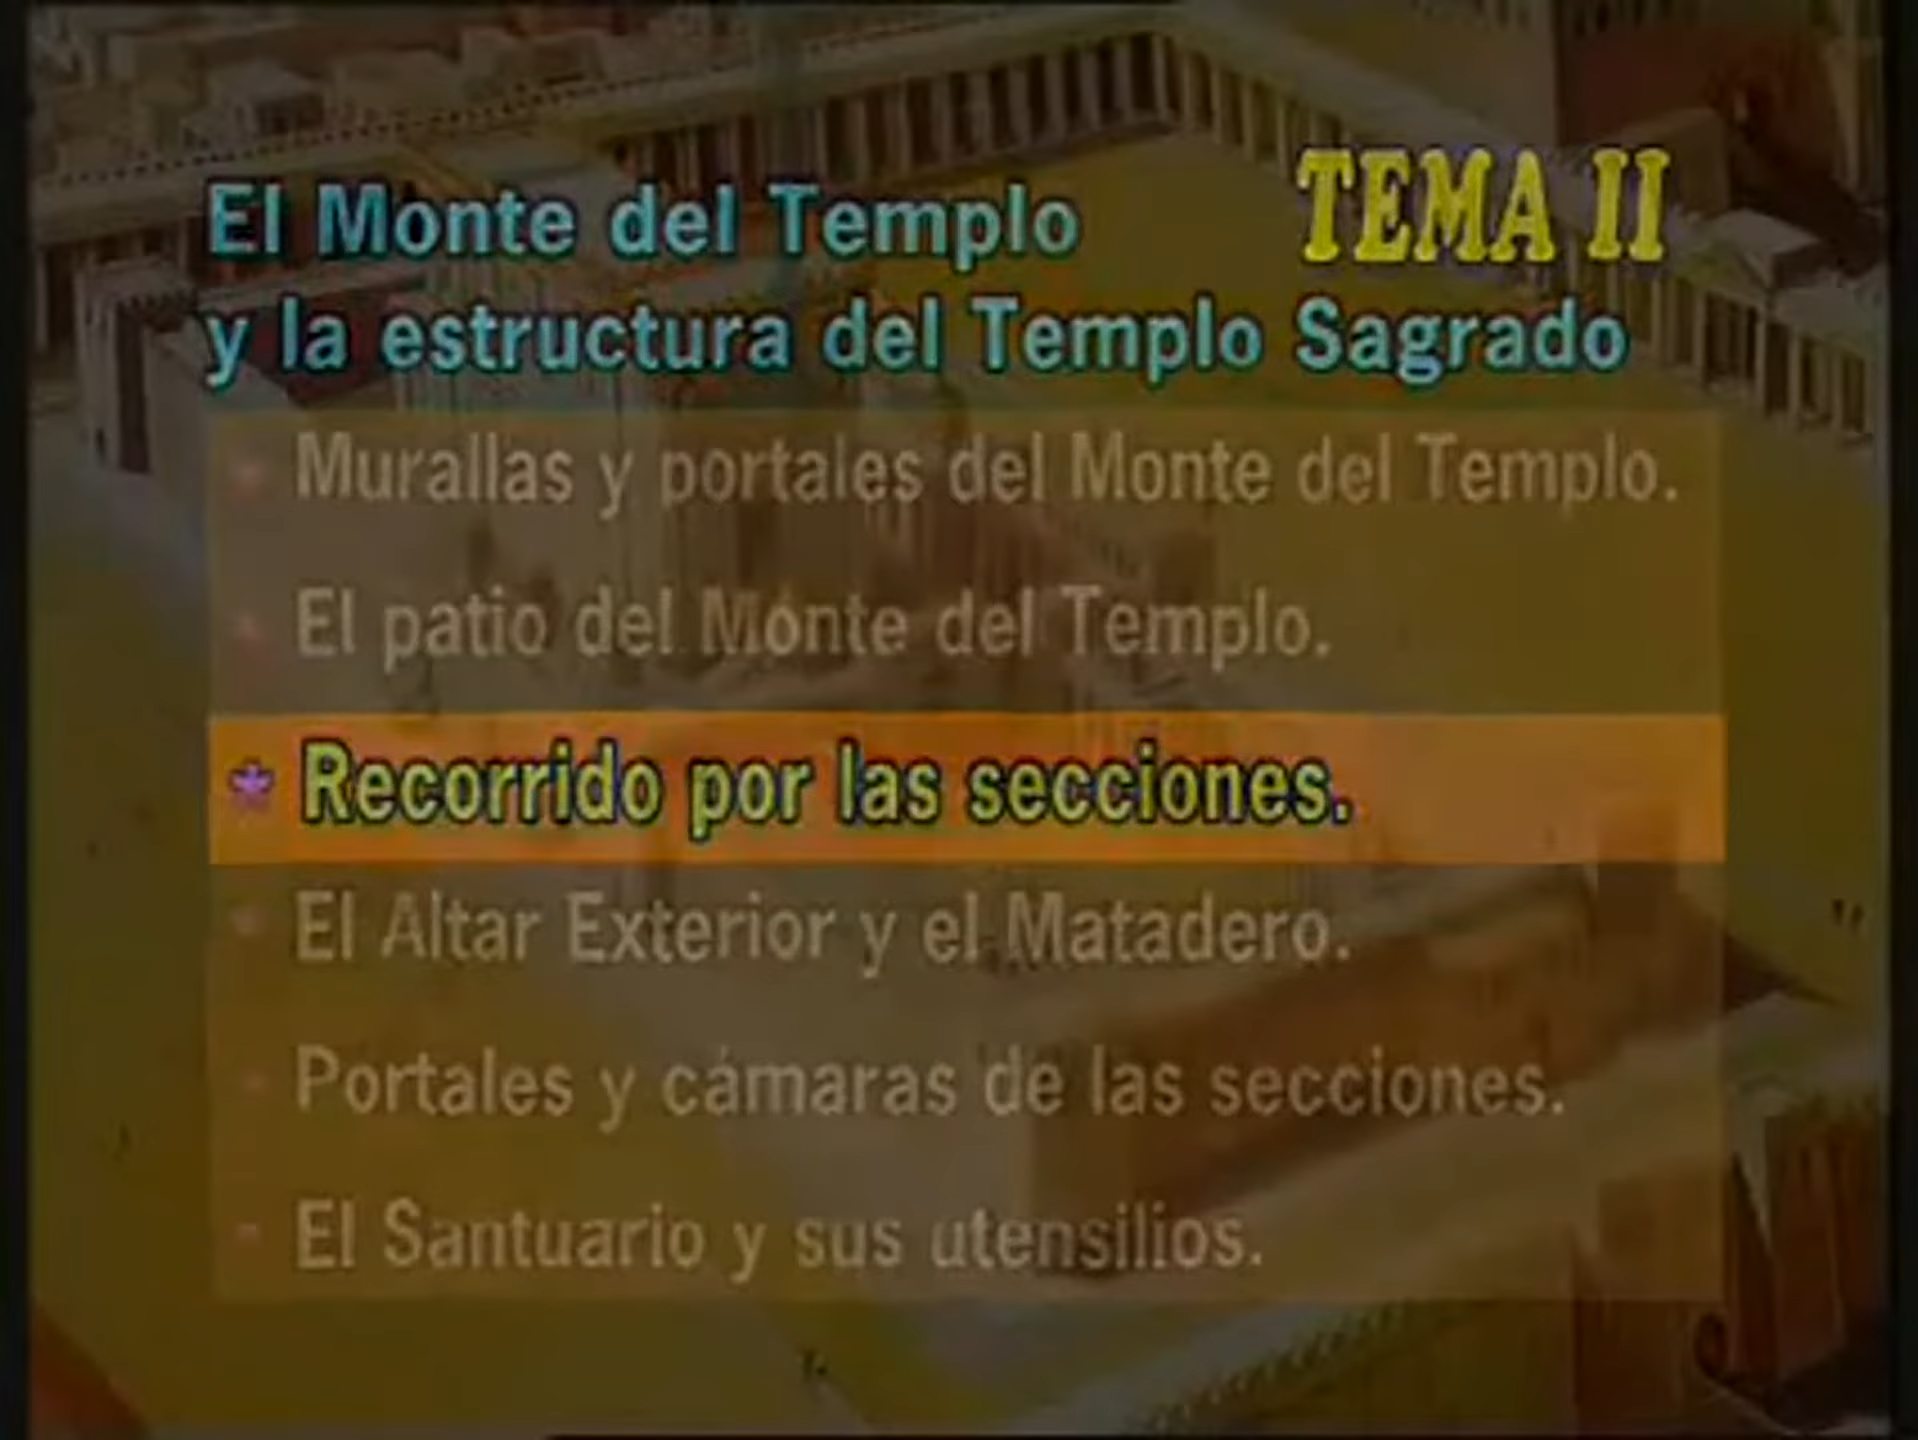 El Monte del Templo
TEMA II
y la estructura del Templo Sagrado
* Murallas y portales del Monte del Templo.
* El patio del Monte del Templo.
* Recorrido por las secciones.
* El Altar Exterior y el Matadero.
* Portales y cámaras de las secciones.
* El Santuario y sus utensilios.